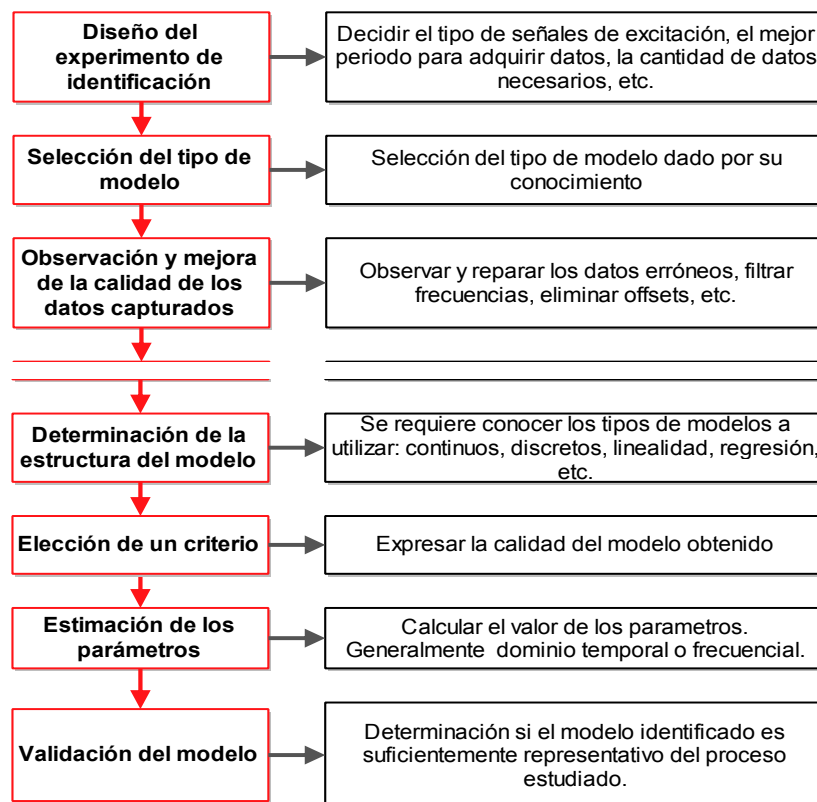 Diseño del
experimento de
identificación
Decidir el tipo de señales de excitación, el mejor
periodo para adquirir datos, la cantidad de datos
necesarios, etc.
Selección del tipo de
modelo
Selección del tipo de modelo dado por su
conocimiento
Observación y mejora
de la calidad de los
datos capturados
Observar y reparar los datos erróneos, filtrar
frecuencias, eliminar offsets, etc.
Determinación de la
estructura del modelo
Se requiere conocer los tipos de modelos a
utilizar: continuos, discretos, linealidad, regresión,
etc.
Elección de un criterio
Expresar la calidad del modelo obtenido
Estimación de los
parámetros
Calcular el valor de los parametros.
Generalmente dominio temporal o frecuencial.
Validación del modelo
Determinación si el modelo identificado es
suficientemente representativo del proceso
estudiado.